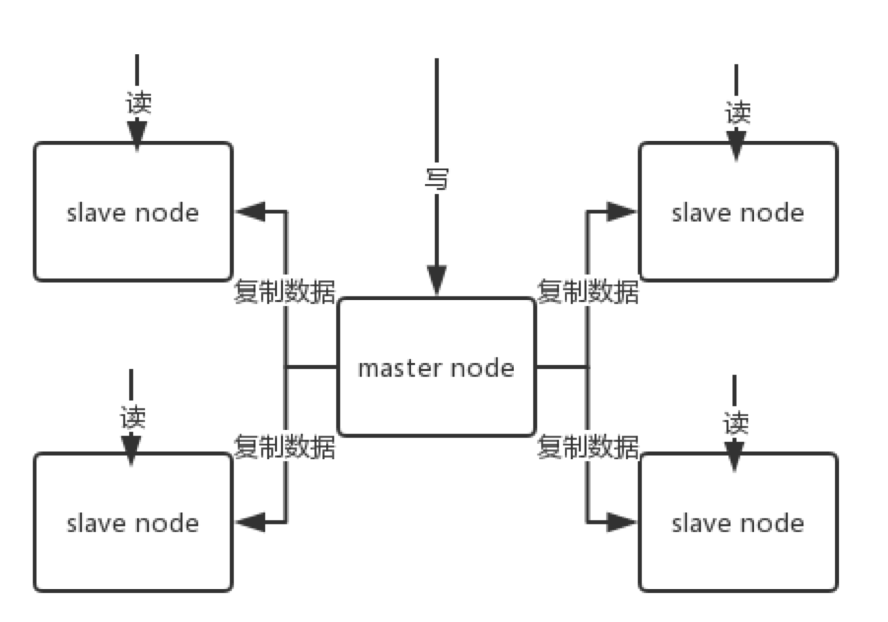 读
读
写
slave node
slave node
复制数据
复制数据
master node
读
读
复制数据
复制数据
slave node
slave node